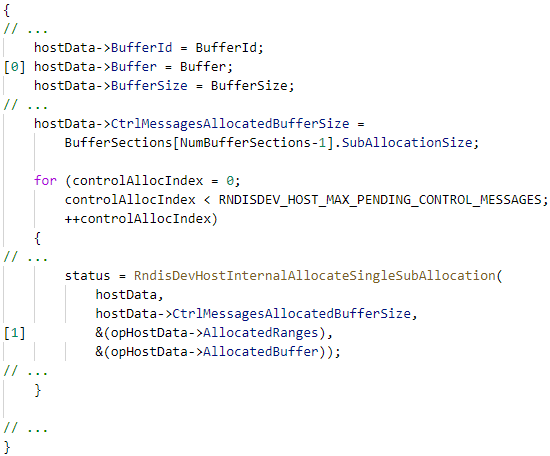 {
// ...
    hostData->BufferId = BufferId;
[0] hostData->Buffer = Buffer;
    hostData->BufferSize = BufferSize;
// ...
    hostData->CtrlMessagesAllocatedBufferSize =
        BufferSections[NumBufferSections-1].SubAllocationSize;

    for (controlAllocIndex = 0;
        controlAllocIndex < RNDISDEV_HOST_MAX_PENDING_CONTROL_MESSAGES;
        ++controlAllocIndex)
    {
// ...
        status = RndisDevHostInternalAllocateSingleSubAllocation(
            hostData,
            hostData->CtrlMessagesAllocatedBufferSize,
[1]         &(opHostData->AllocatedRanges),
            &(opHostData->AllocatedBuffer));
// ...
    }

// ...
}